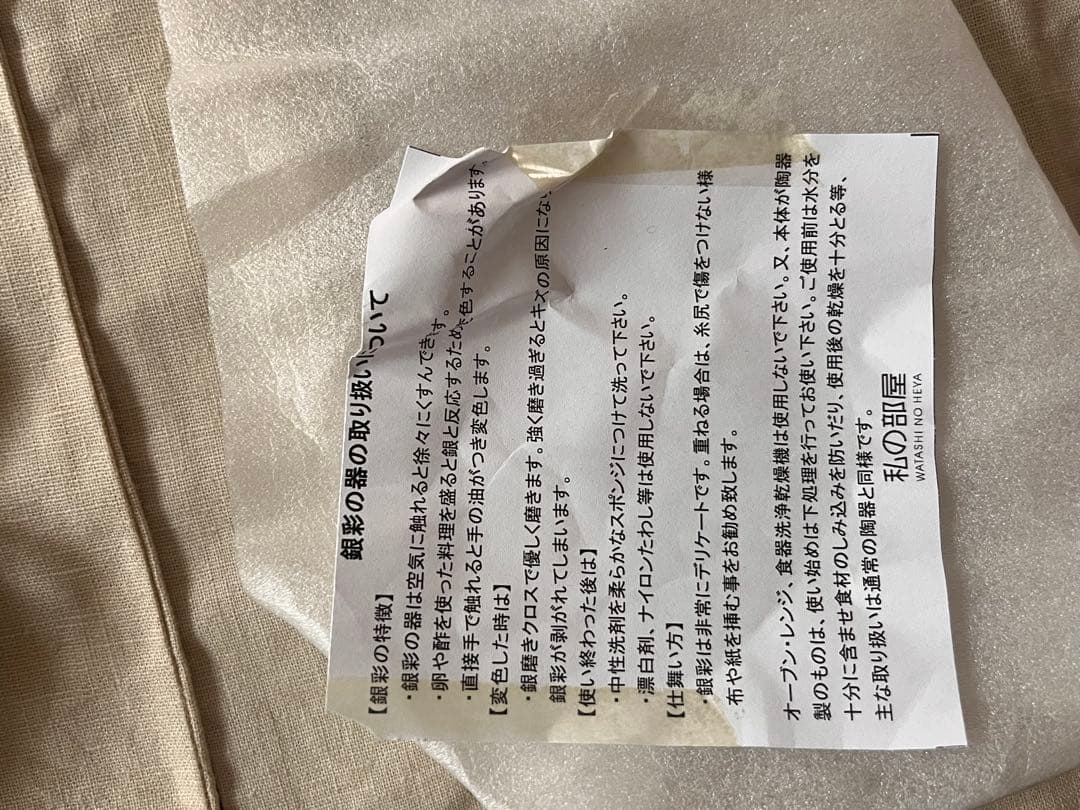 銀彩の器の取り扱いについて
【銀彩の特徴】
・銀彩の器は空気に触れると徐々にくすんできます。
・卵や酢を使った料理を盛ると銀と反応するため変色することがあります。
・直接手で触れると手の油がつき変色します。
【変色した時は】
・銀磨きクロスで優しく磨きます。強く磨き過ぎるとキズの原因になり
銀彩が剥がれてしまいます。
【使い終わった後は】
・中性洗剤を柔らかなスポンジにつけて洗って下さい。
・漂白剤、ナイロンたわし等は使用しないで下さい。
【仕舞い方】
・銀彩は非常にデリケートです。重ねる場合は、糸尻で傷をつけない様
布や紙を挿む事をお勧め致します。
オーブン・レンジ、食器洗浄乾燥機は使用しないで下さい。又、本体が陶器
製のものは、使い始めは下処理を行ってお使い下さい。ご使用前は水分を
十分に含ませ食材のしみ込みを防いだり、使用後の乾燥を十分とる等、
主な取り扱いは通常の陶器と同様です。
私の部屋
WATASHI NO HEYA